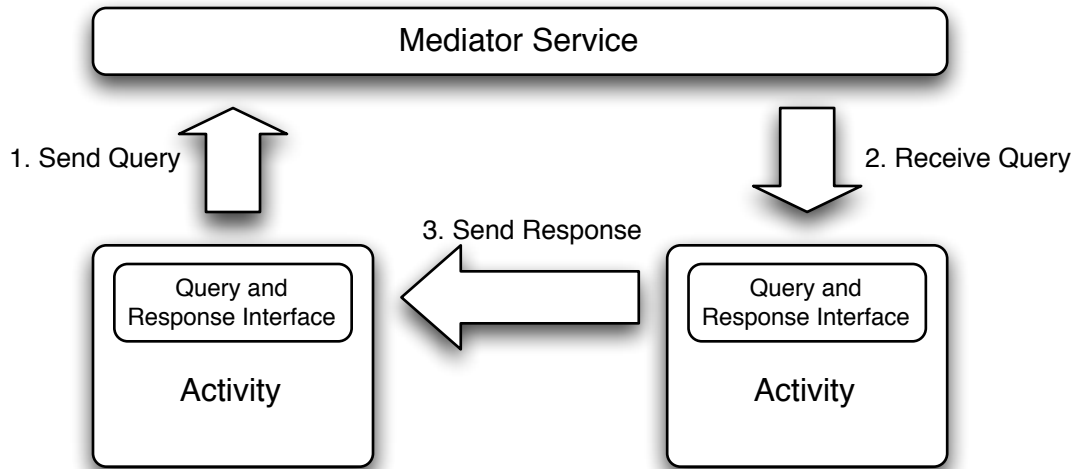 Mediator Service
1. Send Query
2. Receive Query
3. Send Response
Query and
Response Interface
Activity
Query and
Response Interface
Activity